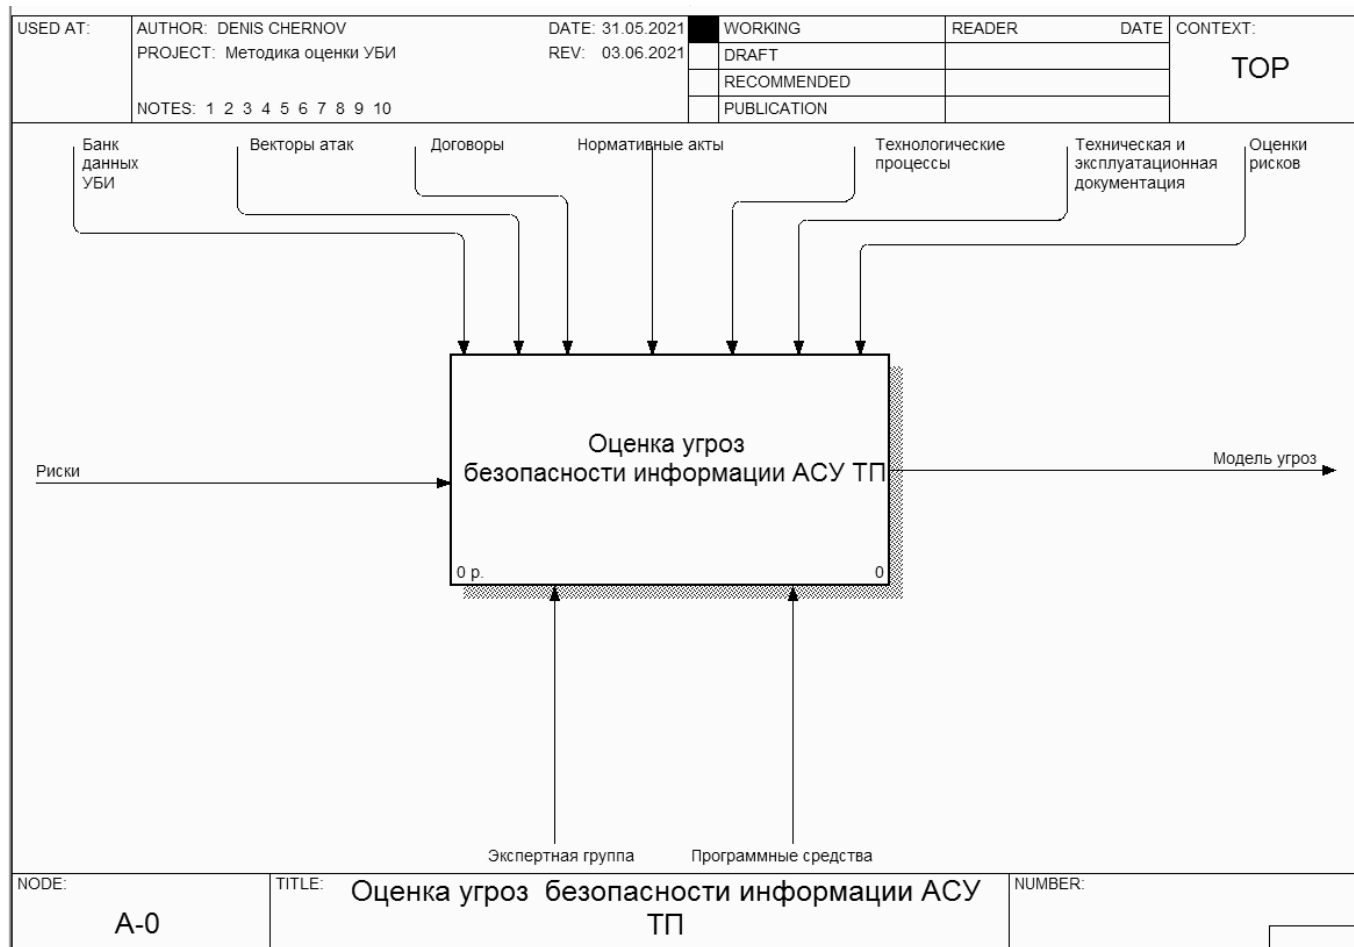 USED AT:
AUTHOR: DENIS CHERNOV
DATE: 31.05.2021
WORKING
READER
DATE
CONTEXT:
PROJECT: Методика оценки УБИ
REV: 03.06.2021
DRAFT
TOP
RECOMMENDED
NOTES: 1 2 3 4 5 6 7 8 9 10
PUBLICATION
Банк
данных
УБИ
Векторы атак
Договоры
Нормативные акты
Технологические
процессы
Техническая и
эксплуатационная
документация
Оценки
рисков
Риски
Оценка угроз
безопасности информации АСУ ТП
0 р.
0
Модель угроз
Экспертная группа
Программные средства
NODE:
A-0
TITLE:
Оценка угроз безопасности информации АСУ
ТП
NUMBER: